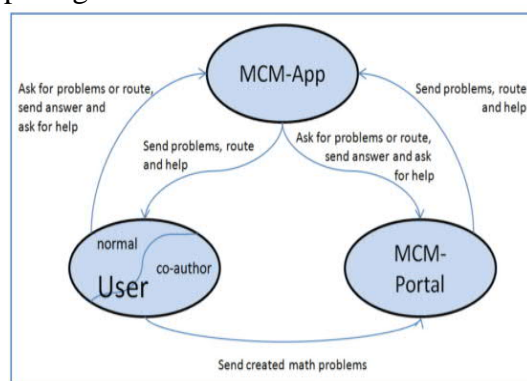 MCM-App
Ask for problems or route,
send answer and
ask for help
Send problems, route
and help
Send problems, route
and help
Ask for problems or route,
send answer and ask
for help
normal
co-author
User
MCM-
Portal
Send created math problems